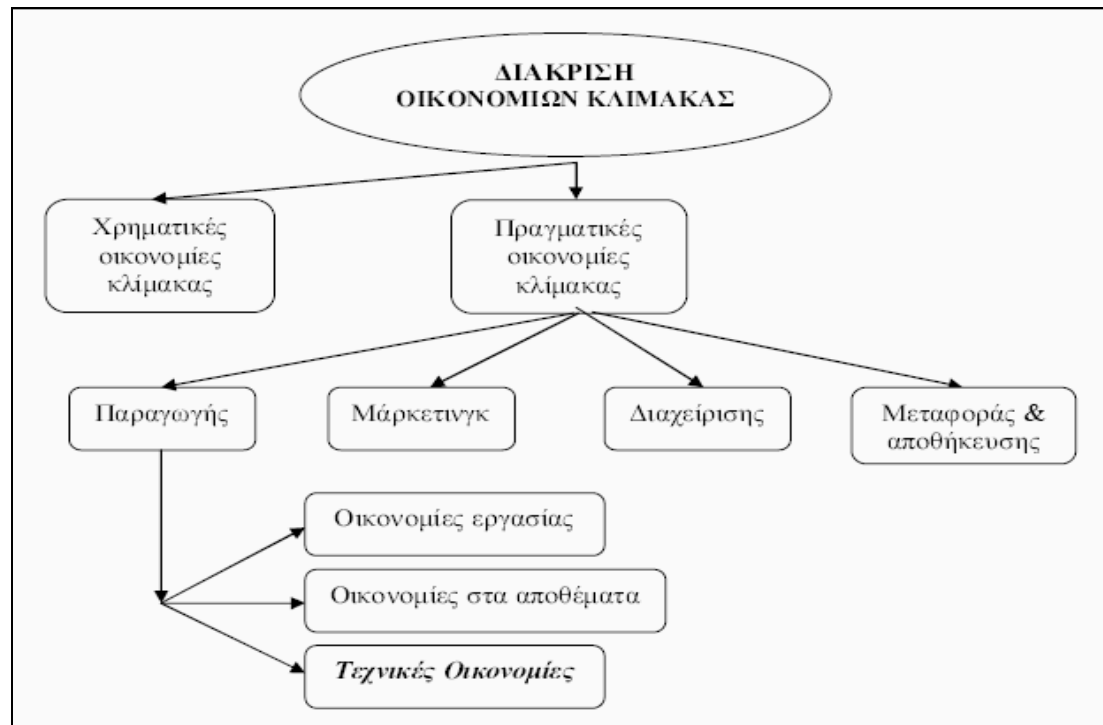 ΔΙΑΚΡΙΣΗ
ΟΙΚΟΝΟΜΙΩΝ ΚΛΙΜΑΚΑΣ
Χρηματικές
οικονομίες
κλίμακας
Πραγματικές
οικονομίες
κλίμακας
Παραγωγής
Μάρκετινγκ
Διαχείρισης
Μεταφοράς &
αποθήκευσης
Οικονομίες εργασίας
Οικονομίες στα αποθέματα
Τεχνικές Οικονομίες